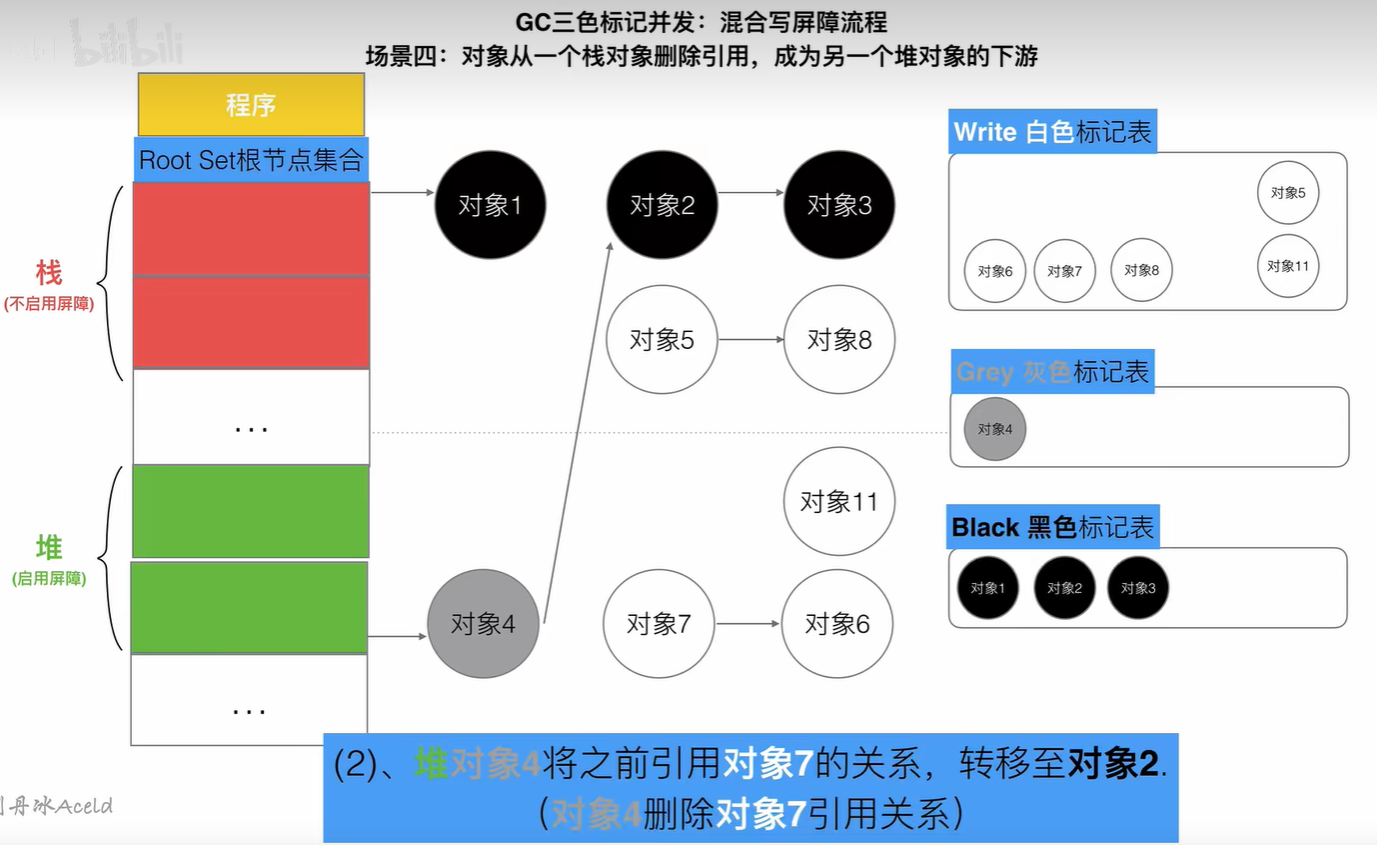 GC三色标记并发：混合写屏障流程
场景四：对象从一个栈对象删除引用，成为另一个堆对象的下游
bilibili
程序
Root Set根节点集合
栈
(不启用屏障)
...
堆
(启用屏障)
...
对象1
对象2
对象3
对象5
对象8
对象11
对象4
对象7
对象6
Write 白色标记表
对象5
对象6
对象7
对象8
对象11
Grey 灰色标记表
对象4
Black 黑色标记表
对象1
对象2
对象3
(2)、堆对象4将之前引用对象7的关系，转移至对象2.
（对象4删除对象7引用关系）
丹冰Aceld